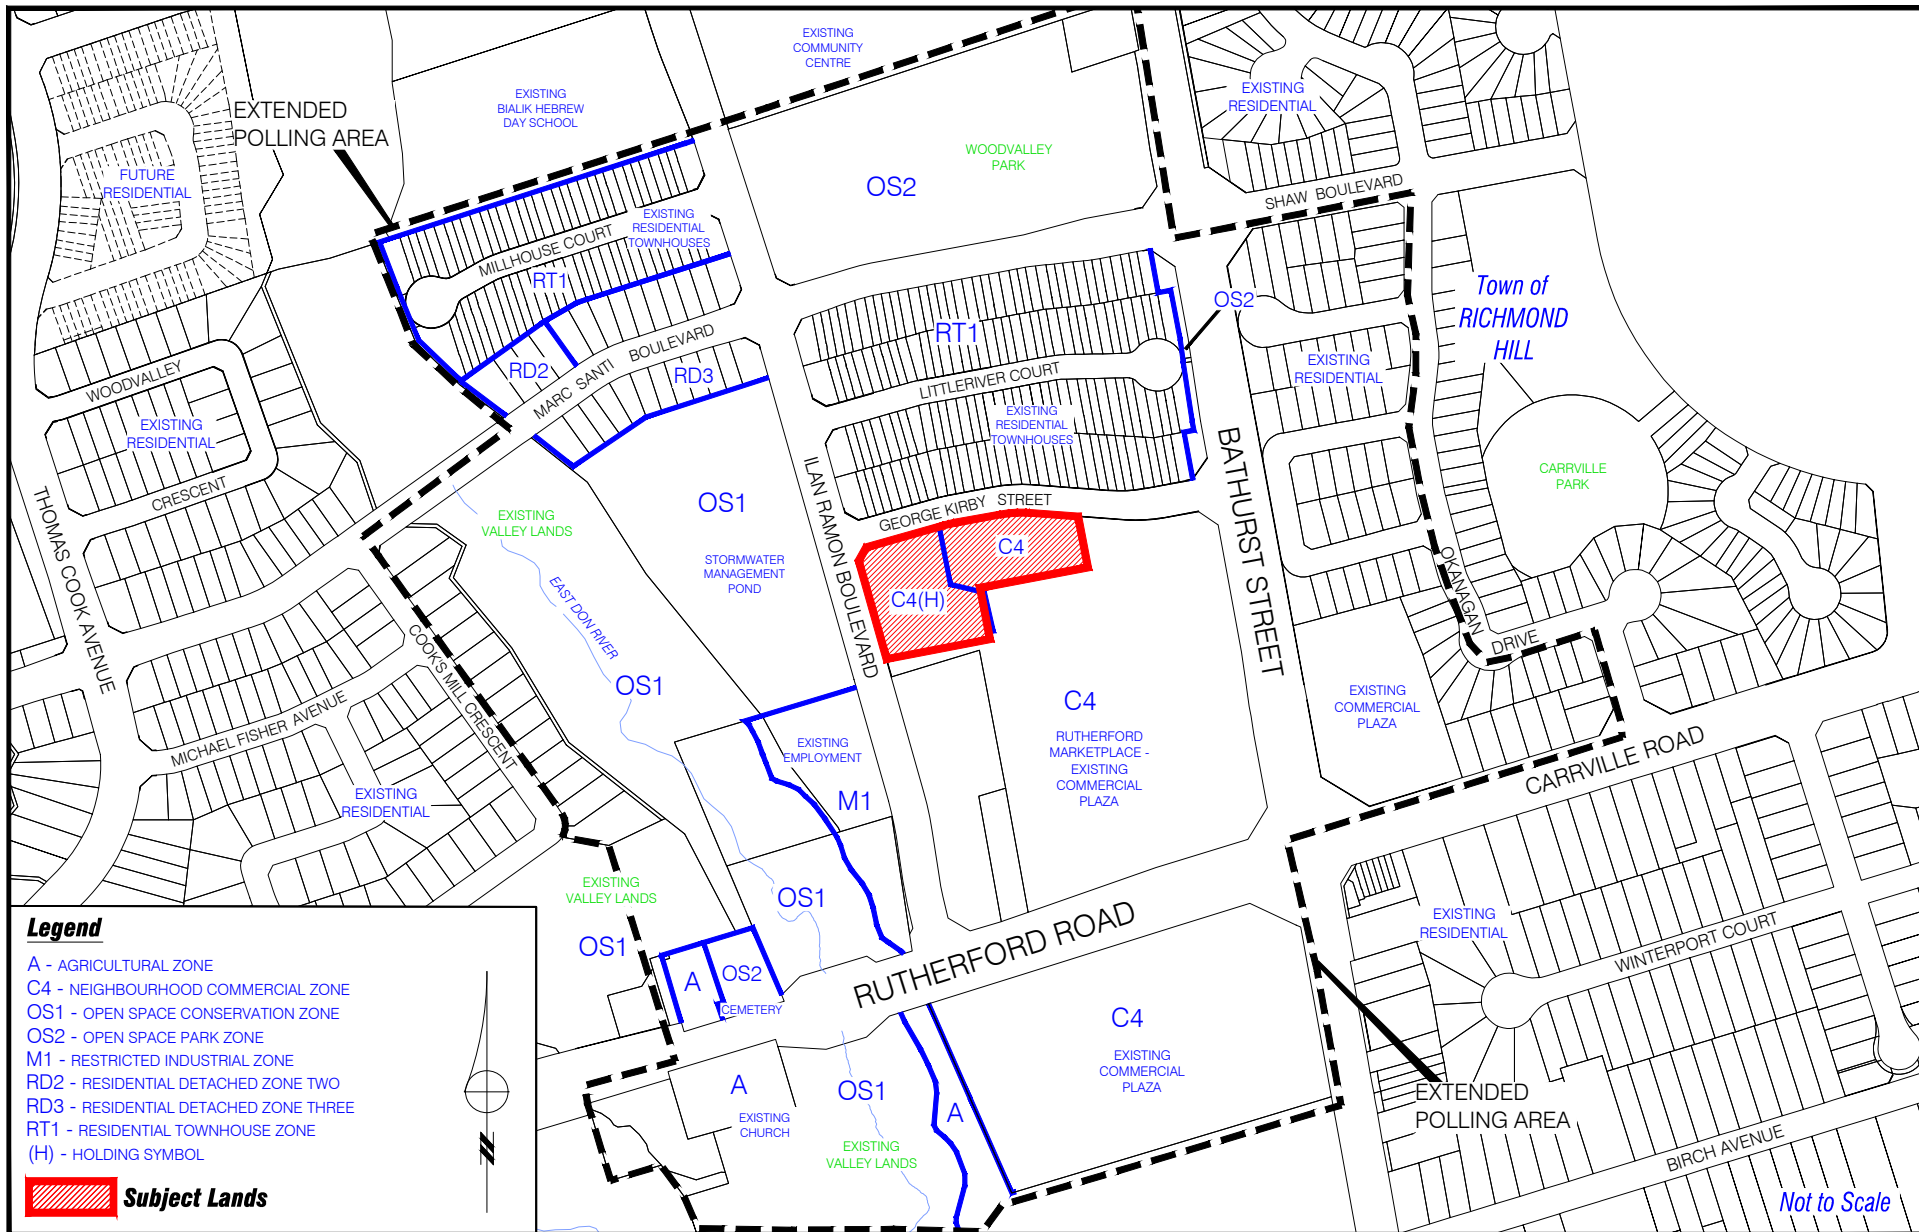 EXISTING
COMMUNITY
CENTRE
EXISTING
BIALIK HEBREW
DAY SCHOOL
EXTENDED
POLLING AREA
EXISTING
RESIDENTIAL
WOODVALLEY
PARK
OS2
FUTURE
RESIDENTIAL
SHAW BOULEVARD
EXISTING
RESIDENTIAL
TOWNHOUSES
MILLHOUSE COURT
RT1
Town of
RICHMOND
HILL
OS2
RT1
MARC SANTI BOULEVARD
RD2
RD3
WOODVALLEY
CRESCENT
EXISTING
RESIDENTIAL
LITTLERIVER COURT
EXISTING
RESIDENTIAL
TOWNHOUSES
EXISTING
RESIDENTIAL
CARRVILLE
PARK
BATHURST STREET
ILAN RAMON BOULEVARD
GEORGE KIRBY STREET
OS1
STORMWATER
MANAGEMENT
POND
EXISTING
VALLEY LANDS
EAST DON RIVER
THOMAS COOK AVENUE
C4
C4(H)
OKANAGAN
DRIVE
COOK'S MILL CRESCENT
MICHAEL FISHER AVENUE
OS1
C4
RUTHERFORD
MARKETPLACE -
EXISTING
COMMERCIAL
PLAZA
EXISTING
COMMERCIAL
PLAZA
EXISTING
EMPLOYMENT
M1
CARRVILLE ROAD
EXISTING
RESIDENTIAL
EXISTING
VALLEY LANDS
OS1
OS1
A
OS2
CEMETERY
RUTHERFORD ROAD
EXISTING
RESIDENTIAL
WINTERPORT COURT
C4
EXISTING
COMMERCIAL
PLAZA
A
EXISTING
CHURCH
OS1
A
EXISTING
VALLEY LANDS
EXTENDED
POLLING AREA
BIRCH AVENUE
Legend
A - AGRICULTURAL ZONE
C4 - NEIGHBOURHOOD COMMERCIAL ZONE
OS1 - OPEN SPACE CONSERVATION ZONE
OS2 - OPEN SPACE PARK ZONE
M1 - RESTRICTED INDUSTRIAL ZONE
RD2 - RESIDENTIAL DETACHED ZONE TWO
RD3 - RESIDENTIAL DETACHED ZONE THREE
RT1 - RESIDENTIAL TOWNHOUSE ZONE
(H) - HOLDING SYMBOL
Subject Lands
N
Not to Scale